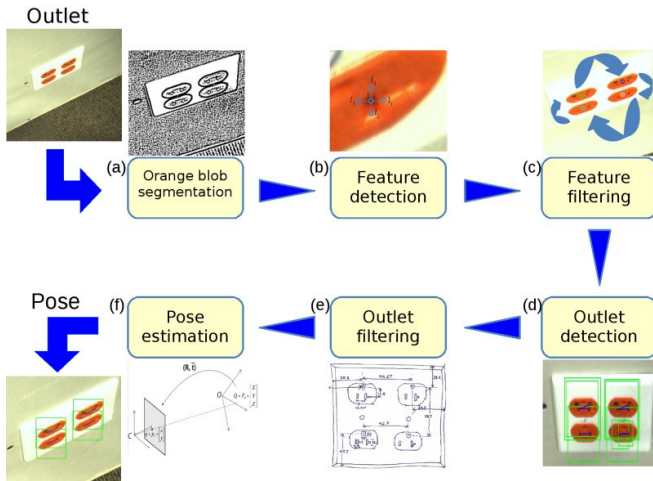 Outlet
(a)
Orange blob
segmentation
(b)
Feature
detection
(c)
Feature
filtering
Pose
(f)
Pose
estimation
(e)
Outlet
filtering
(d)
Outlet
detection
(R, t)